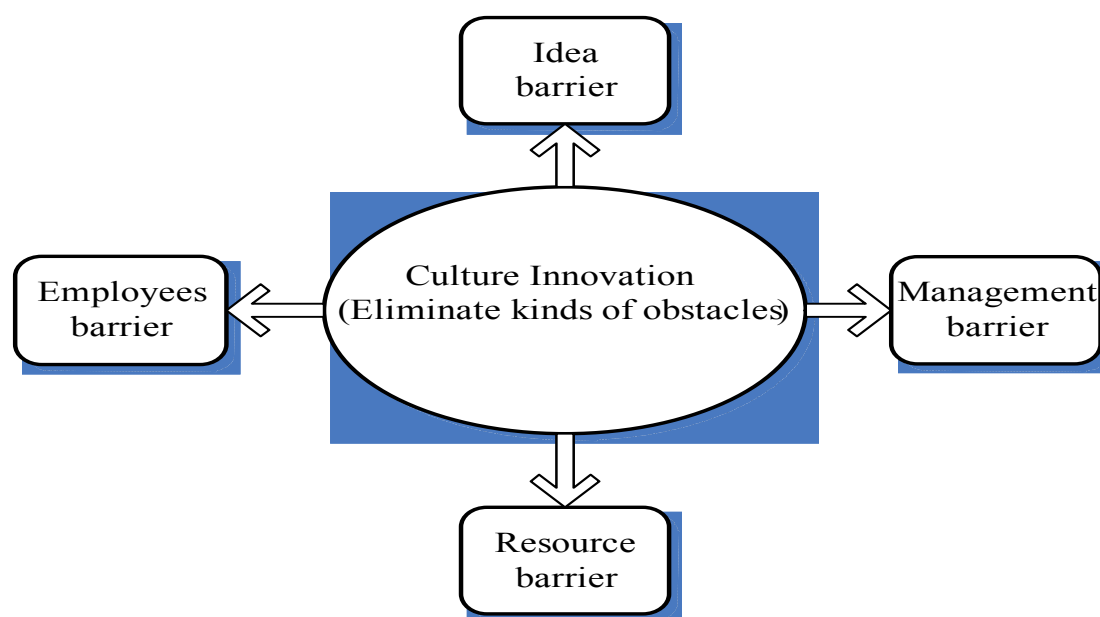 Idea
barrier
Employees
barrier
Culture Innovation
(Eliminate kinds of obstacles)
Management
barrier
Resource
barrier